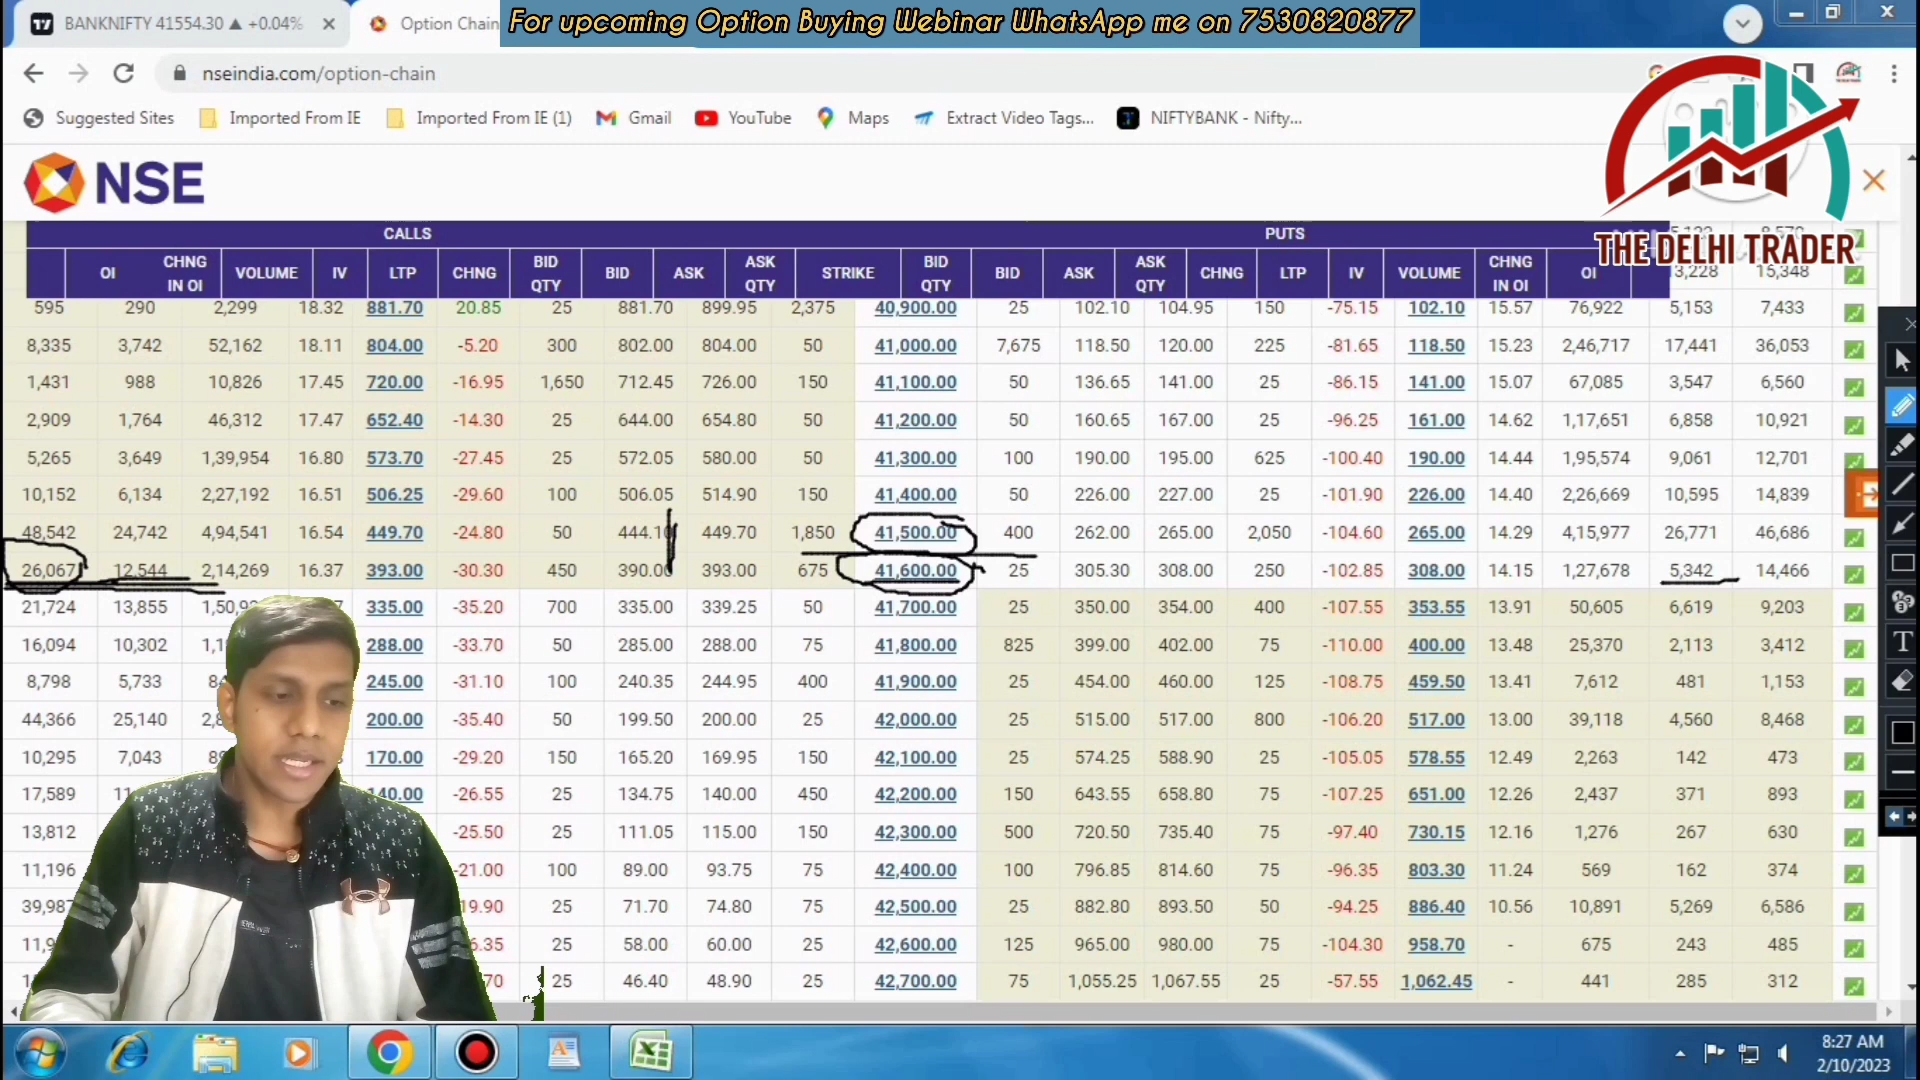 For upcoming Option Buying Webinar WhatsApp me on 7530820877
BANKNIFTY 41554.30 ▲ +0.04%
Option Chain
nseindia.com/option-chain
Suggested Sites Imported From IE Imported From IE (1) Gmail YouTube Maps Extract Video Tags... NIFTYBANK - Nifty...
NSE
THE DELHI TRADER
CALLS PUTS
OI CHNG IN OI VOLUME IV LTP CHNG BID QTY BID ASK ASK QTY STRIKE BID QTY BID ASK ASK QTY CHNG LTP IV VOLUME CHNG IN OI OI
13,228 15,348
595 290 2,299 18.32 881.70 20.85 25 881.70 899.95 2,375 40,900.00 25 102.10 104.95 150 -75.15 102.10 15.57 76,922 5,153 7,433
8,335 3,742 52,162 18.11 804.00 -5.20 300 802.00 804.00 50 41,000.00 7,675 118.50 120.00 225 -81.65 118.50 15.23 2,46,717 17,441 36,053
1,431 988 10,826 17.45 720.00 -16.95 1,650 712.45 726.00 150 41,100.00 50 136.65 141.00 25 -86.15 141.00 15.07 67,085 3,547 6,560
2,909 1,764 46,312 17.47 652.40 -14.30 25 644.00 654.80 50 41,200.00 50 160.65 167.00 25 -96.25 161.00 14.62 1,17,651 6,858 10,921
5,265 3,649 1,39,954 16.80 573.70 -27.45 25 572.05 580.00 50 41,300.00 100 190.00 195.00 625 -100.40 190.00 14.44 1,95,574 9,061 12,701
10,152 6,134 2,27,192 16.51 506.25 -29.60 100 506.05 514.90 150 41,400.00 50 226.00 227.00 25 -101.90 226.00 14.40 2,26,669 10,595 14,839
48,542 24,742 4,94,541 16.54 449.70 -24.80 50 444.10 449.70 1,850 41,500.00 400 262.00 265.00 2,050 -104.60 265.00 14.29 4,15,977 26,771 46,686
26,067 12,544 2,14,269 16.37 393.00 -30.30 450 390.00 393.00 675 41,600.00 25 305.30 308.00 250 -102.85 308.00 14.15 1,27,678 5,342 14,466
21,724 13,855 335.00 -35.20 700 335.00 339.25 50 41,700.00 25 350.00 354.00 400 -107.55 353.55 13.91 50,605 6,619 9,203
16,094 10,302 288.00 -33.70 50 285.00 288.00 75 41,800.00 825 399.00 402.00 75 -110.00 400.00 13.48 25,370 2,113 3,412
8,798 5,733 245.00 -31.10 100 240.35 244.95 400 41,900.00 25 454.00 460.00 125 -108.75 459.50 13.41 7,612 481 1,153
44,366 25,140 200.00 -35.40 50 199.50 200.00 25 42,000.00 25 515.00 517.00 800 -106.20 517.00 13.00 39,118 4,560 8,468
10,295 7,043 170.00 -29.20 150 165.20 169.95 150 42,100.00 25 574.25 588.90 25 -105.05 578.55 12.49 2,263 142 473
17,589 140.00 -26.55 25 134.75 140.00 450 42,200.00 150 643.55 658.80 75 -107.25 651.00 12.26 2,437 371 893
13,812 -25.50 25 111.05 115.00 150 42,300.00 500 720.50 735.40 75 -97.40 730.15 12.16 1,276 267 630
11,196 -21.00 100 89.00 93.75 75 42,400.00 100 796.85 814.60 75 -96.35 803.30 11.24 569 162 374
39,987 25 71.70 74.80 75 42,500.00 25 882.80 893.50 50 -94.25 886.40 10.56 10,891 5,269 6,586
25 58.00 60.00 25 42,600.00 125 965.00 980.00 75 -104.30 958.70 - 675 243 485
25 46.40 48.90 25 42,700.00 75 1,055.25 1,067.55 25 -57.55 1,062.45 - 441 285 312
T
8:27 AM
2/10/2023